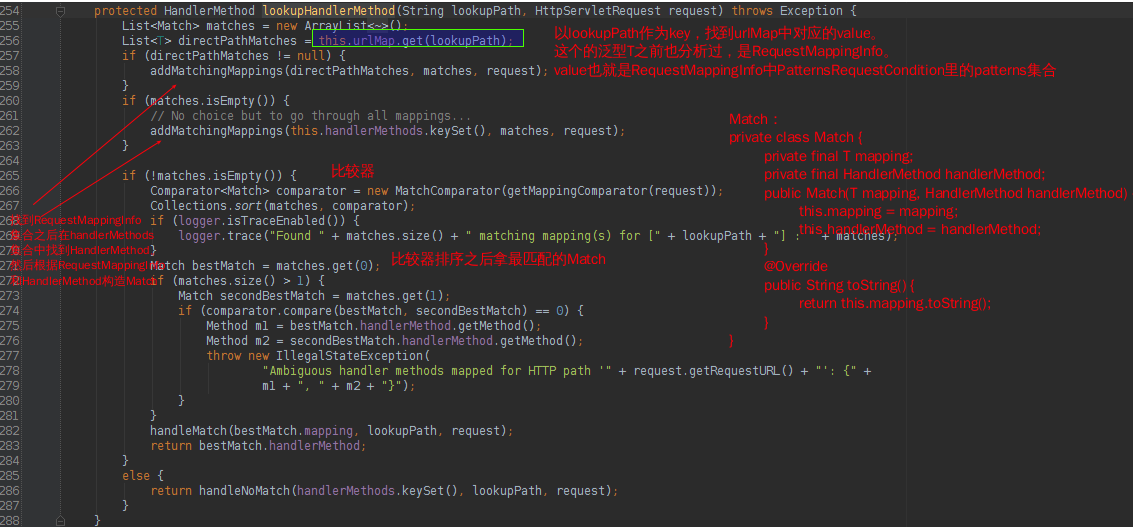 254 protected HandlerMethod lookupHandlerMethod(String lookupPath, HttpServletRequest request) throws Exception {
255 List<Match> matches = new ArrayList<~>();
256 List<T> directPathMatches = this.urlMap.get(lookupPath);
257 if (directPathMatches != null) {
258 addMatchingMappings(directPathMatches, matches, request);
259 }
260 if (matches.isEmpty()) {
261 // No choice but to go through all mappings...
262 addMatchingMappings(this.handlerMethods.keySet(), matches, request);
263 }
264
265 if (!matches.isEmpty()) {
266 Comparator<Match> comparator = new MatchComparator(getMappingComparator(request));
267 Collections.sort(matches, comparator);
268 if (logger.isTraceEnabled()) {
269 logger.trace("Found " + matches.size() + " matching mapping(s) for [" + lookupPath + "] : " + matches);
270 }
271 Match bestMatch = matches.get(0);
272 if (matches.size() > 1) {
273 Match secondBestMatch = matches.get(1);
274 if (comparator.compare(bestMatch, secondBestMatch) == 0) {
275 Method m1 = bestMatch.handlerMethod.getMethod();
276 Method m2 = secondBestMatch.handlerMethod.getMethod();
277 throw new IllegalStateException(
278 "Ambiguous handler methods mapped for HTTP path '" + request.getRequestURL() + "': {" +
279 m1 + ", " + m2 + "}");
280 }
281 }
282 handleMatch(bestMatch.mapping, lookupPath, request);
283 return bestMatch.handlerMethod;
284 }
285 else {
286 return handleNoMatch(handlerMethods.keySet(), lookupPath, request);
287 }
288 }
以lookupPath作为key，找到urlMap中对应的value。
这个的泛型T之前也分析过，是RequestMappingInfo。
value也就是RequestMappingInfo中PatternsRequestCondition里的patterns集合
Match：
private class Match {
private final T mapping;
private final HandlerMethod handlerMethod;
public Match(T mapping, HandlerMethod handlerMethod)
this.mapping = mapping;
this.handlerMethod = handlerMethod;
}
@Override
public String toString() {
return this.mapping.toString();
}
}
比较器
到RequestMappingInfo
合之后在handlerMethods
合中找到HandlerMethod
后根据RequestMappingInfo
HandlerMethod构造Match
比较器排序之后拿最匹配的Match